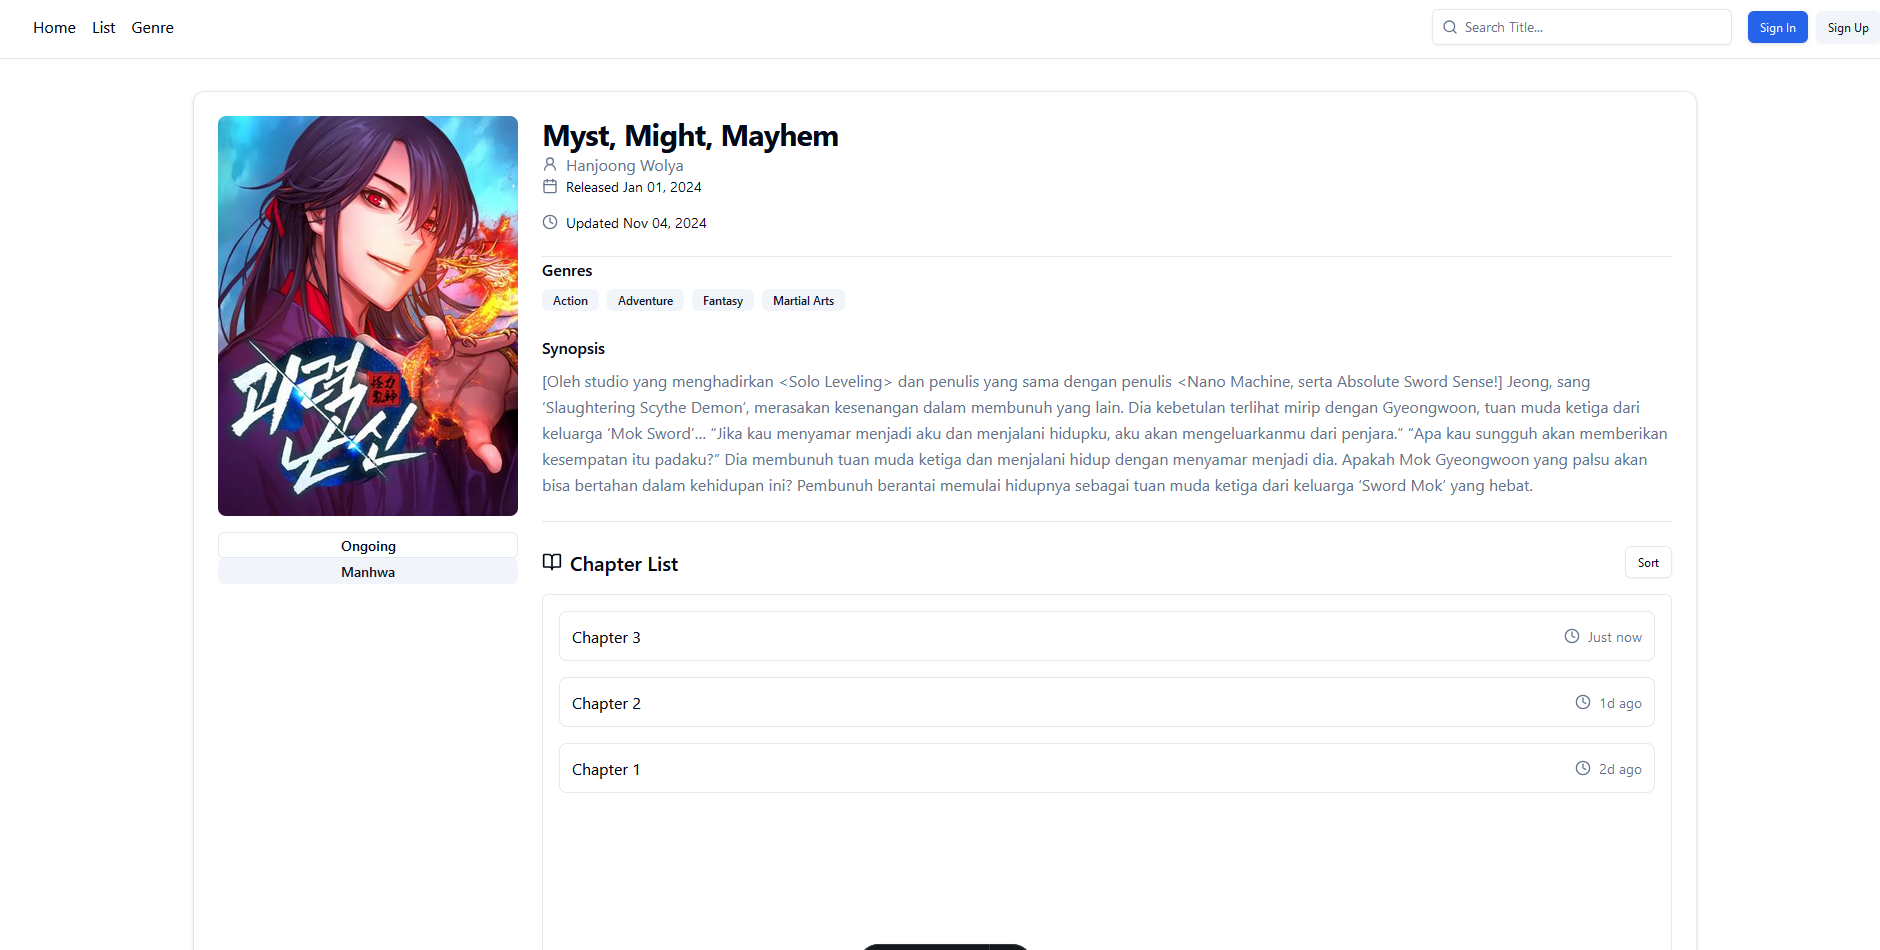 Home List Genre
Search Title...
Sign In
Sign Up
괴력
난신
怪力
亂神
Ongoing
Manhwa
Myst, Might, Mayhem
Hanjoong Wolya
Released Jan 01, 2024
Updated Nov 04, 2024
Genres
Action Adventure Fantasy Martial Arts
Synopsis
[Oleh studio yang menghadirkan <Solo Leveling> dan penulis yang sama dengan penulis <Nano Machine, serta Absolute Sword Sense!] Jeong, sang
‘Slaughtering Scythe Demon’, merasakan kesenangan dalam membunuh yang lain. Dia kebetulan terlihat mirip dengan Gyeongwoon, tuan muda ketiga dari
keluarga ‘Mok Sword’... “Jika kau menyamar menjadi aku dan menjalani hidupku, aku akan mengeluarkanmu dari penjara.” “Apa kau sungguh akan memberikan
kesempatan itu padaku?” Dia membunuh tuan muda ketiga dan menjalani hidup dengan menyamar menjadi dia. Apakah Mok Gyeongwoon yang palsu akan
bisa bertahan dalam kehidupan ini? Pembunuh berantai memulai hidupnya sebagai tuan muda ketiga dari keluarga ‘Sword Mok’ yang hebat.
Chapter List
Sort
Chapter 3
Just now
Chapter 2
1d ago
Chapter 1
2d ago